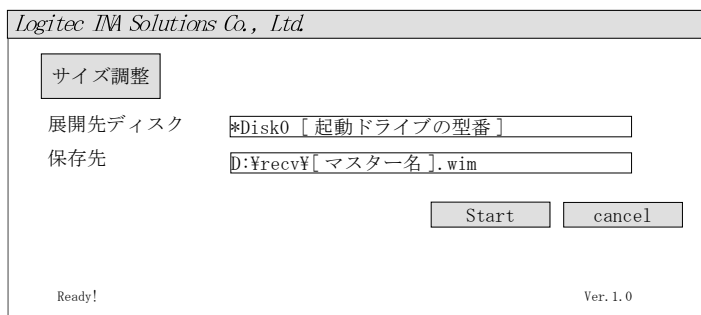 Logitec INA Solutions Co., Ltd.
サイズ調整
展開先ディスク *Disk0 [ 起動ドライブの型番 ]
保存先 D:¥recv¥[ マスター名 ].wim
Start cancel
Ready! Ver.1.0